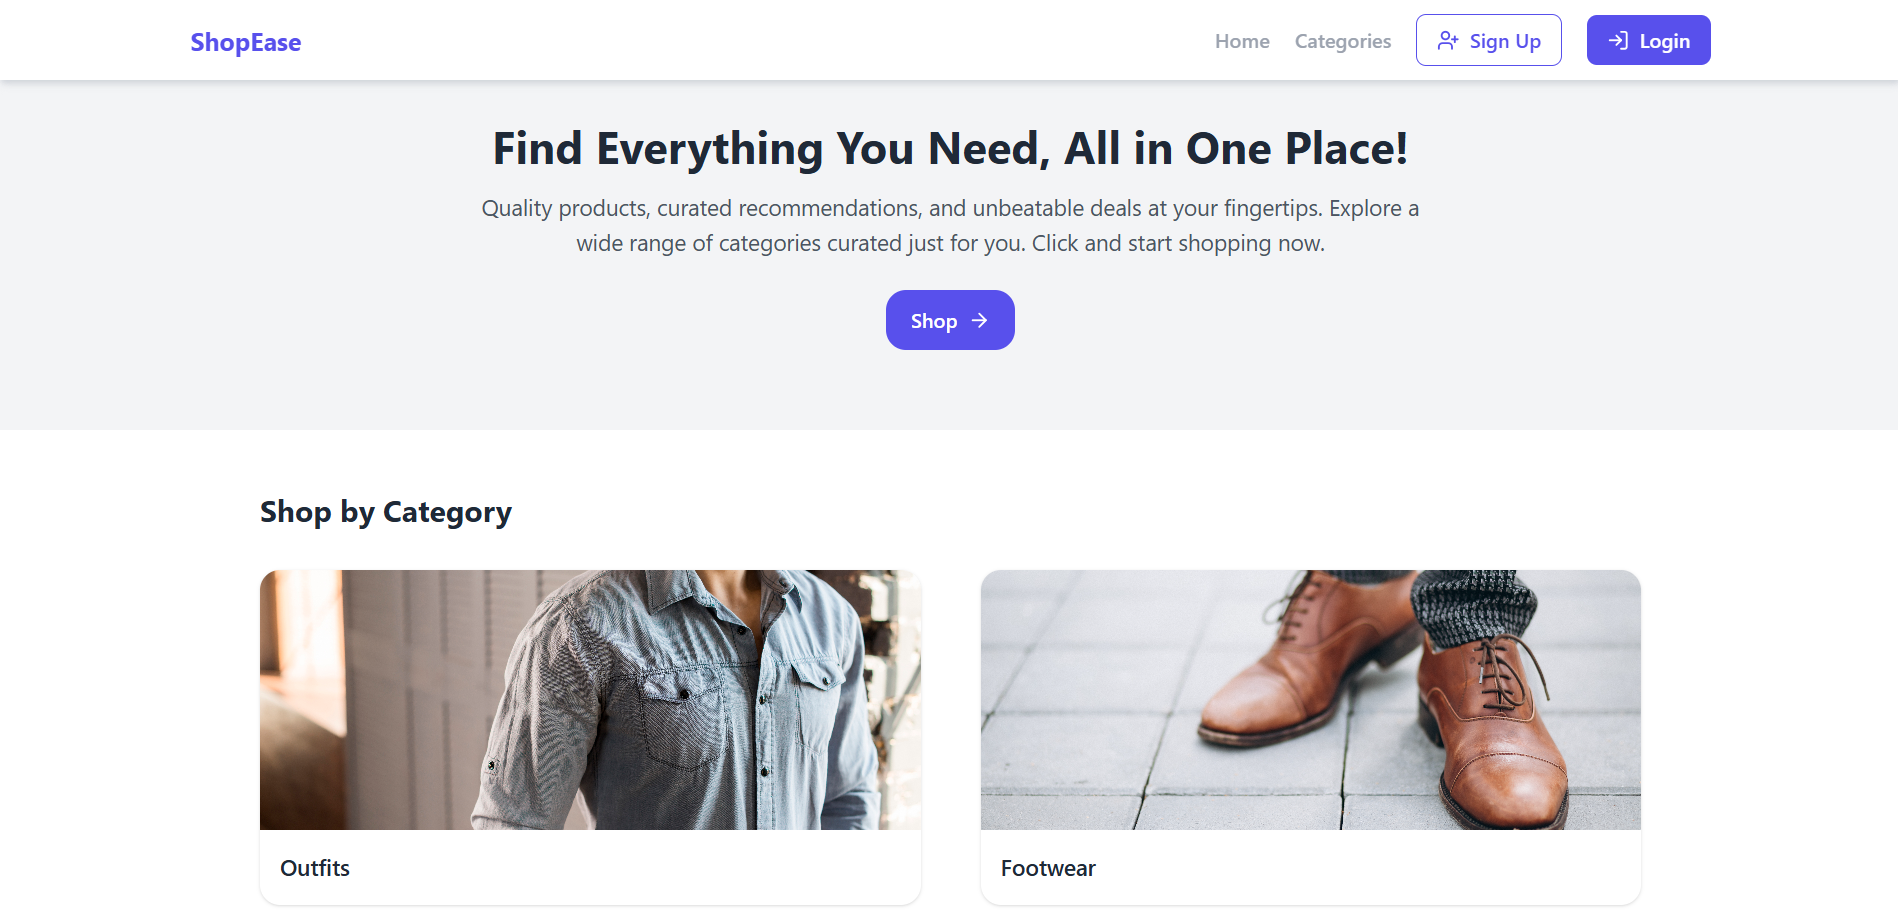 ShopEase
Home
Categories
Sign Up
Login
Find Everything You Need, All in One Place!
Quality products, curated recommendations, and unbeatable deals at your fingertips. Explore a
wide range of categories curated just for you. Click and start shopping now.
Shop
Shop by Category
Outfits
Footwear